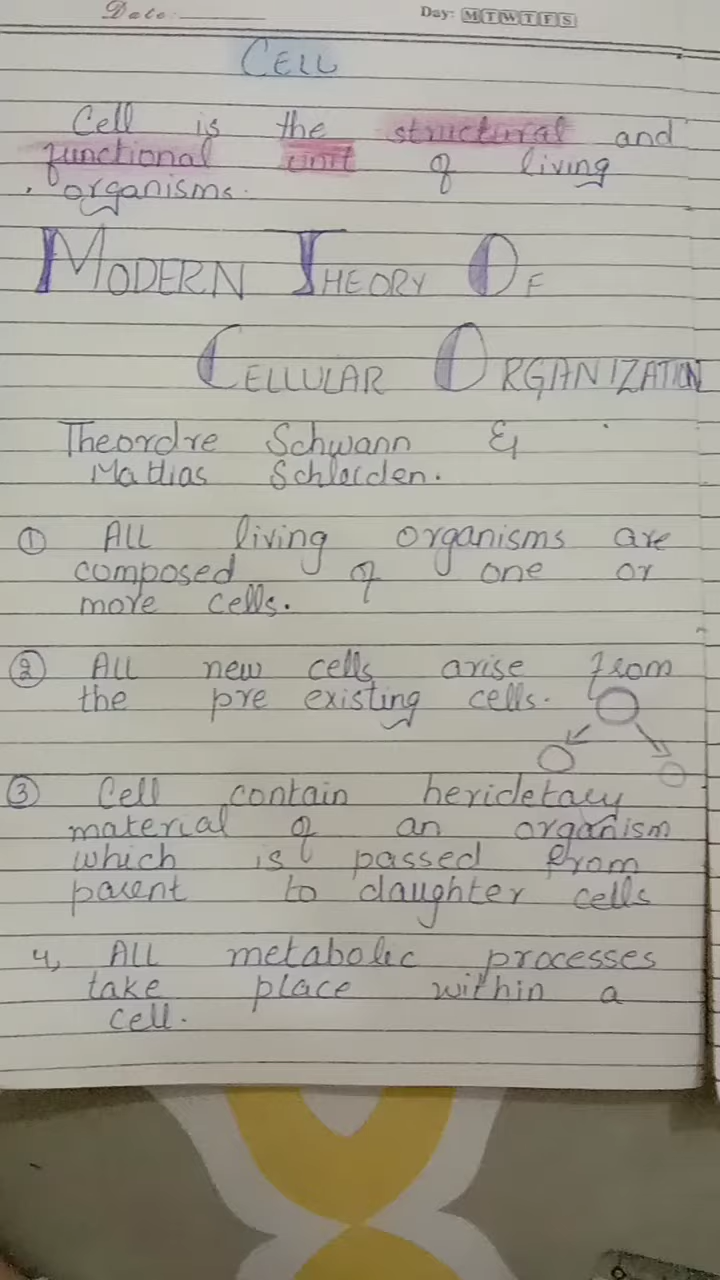 Date:
Day: M T W T F S
CELL
Cell is the structural and
functional unit of living
organisms.
MODERN THEORY OF
CELLULAR ORGANIZATION
Theordre Schwann &
Mattias Schleiden.
① All living organisms are
composed of one or
more cells.
② All new cells arise from
the pre existing cells.
③ Cell contain heridetacy
material of an organism
which is passed from
parent to daughter cells
4, All metabolic processes
take place within a
cell.